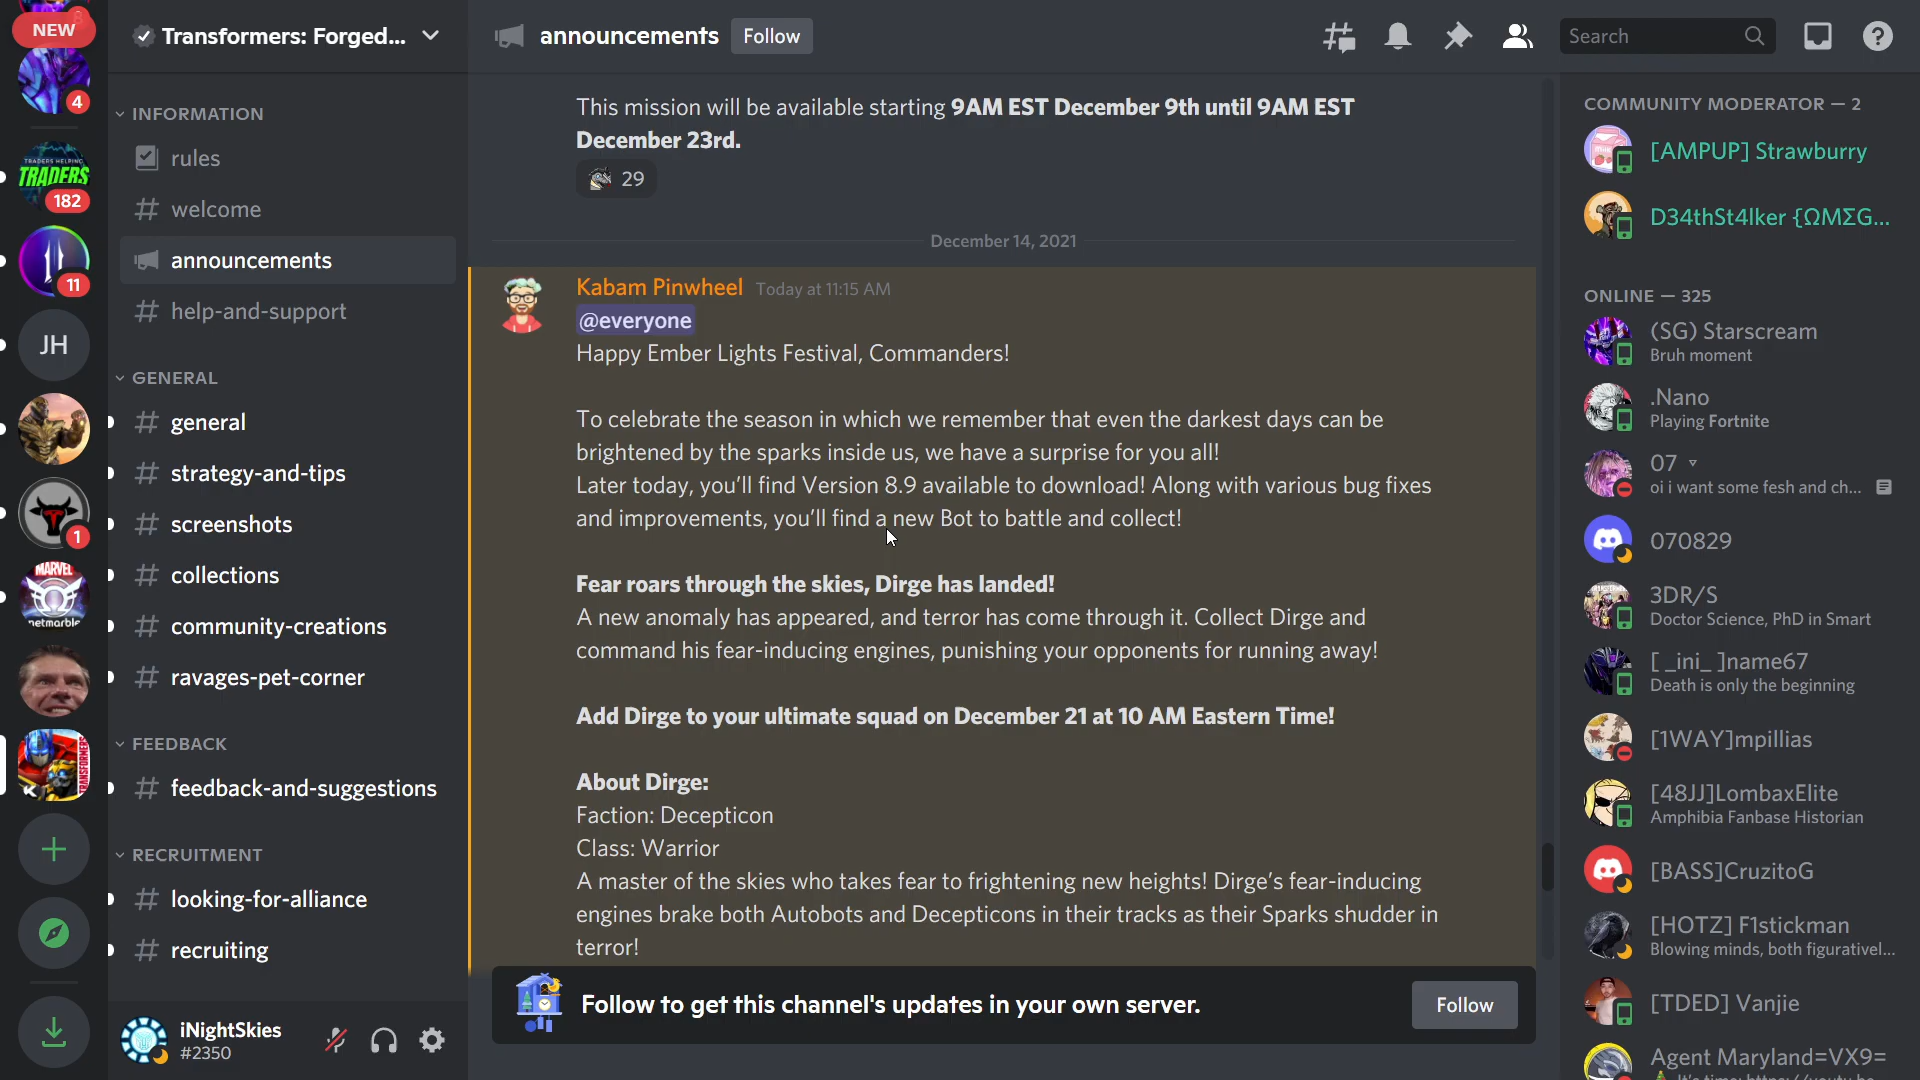 NEW
4
TRADERS HELPING
TRADERS
182
11
JH
1
MARVEL
netmarble
TRANSFORMERS
Transformers: Forged...
INFORMATION
rules
welcome
announcements
help-and-support
GENERAL
general
strategy-and-tips
screenshots
collections
community-creations
ravages-pet-corner
FEEDBACK
feedback-and-suggestions
RECRUITMENT
looking-for-alliance
recruiting
iNightSkies
#2350
announcements
Follow
Search
This mission will be available starting 9AM EST December 9th until 9AM EST
December 23rd.
29
December 14, 2021
Kabam Pinwheel Today at 11:15 AM
@everyone
Happy Ember Lights Festival, Commanders!
To celebrate the season in which we remember that even the darkest days can be
brightened by the sparks inside us, we have a surprise for you all!
Later today, you'll find Version 8.9 available to download! Along with various bug fixes
and improvements, you'll find a new Bot to battle and collect!
Fear roars through the skies, Dirge has landed!
A new anomaly has appeared, and terror has come through it. Collect Dirge and
command his fear-inducing engines, punishing your opponents for running away!
Add Dirge to your ultimate squad on December 21 at 10 AM Eastern Time!
About Dirge:
Faction: Decepticon
Class: Warrior
A master of the skies who takes fear to frightening new heights! Dirge's fear-inducing
engines brake both Autobots and Decepticons in their tracks as their Sparks shudder in
terror!
Follow to get this channel's updates in your own server.
Follow
COMMUNITY MODERATOR — 2
[AMPUP] Strawburry
D34thSt4lker {ΩMΣG...
ONLINE — 325
(SG) Starscream
Bruh moment
.Nano
Playing Fortnite
07
oi i want some fesh and ch...
070829
3DR/S
Doctor Science, PhD in Smart
[ _ini_ ]name67
Death is only the beginning
[1WAY]mpillias
[48JJ]LombaxElite
Amphibia Fanbase Historian
[BASS]CruzitoG
[HOTZ] F1stickman
Blowing minds, both figurativel...
[TDED] Vanjie
Agent Maryland=VX9=